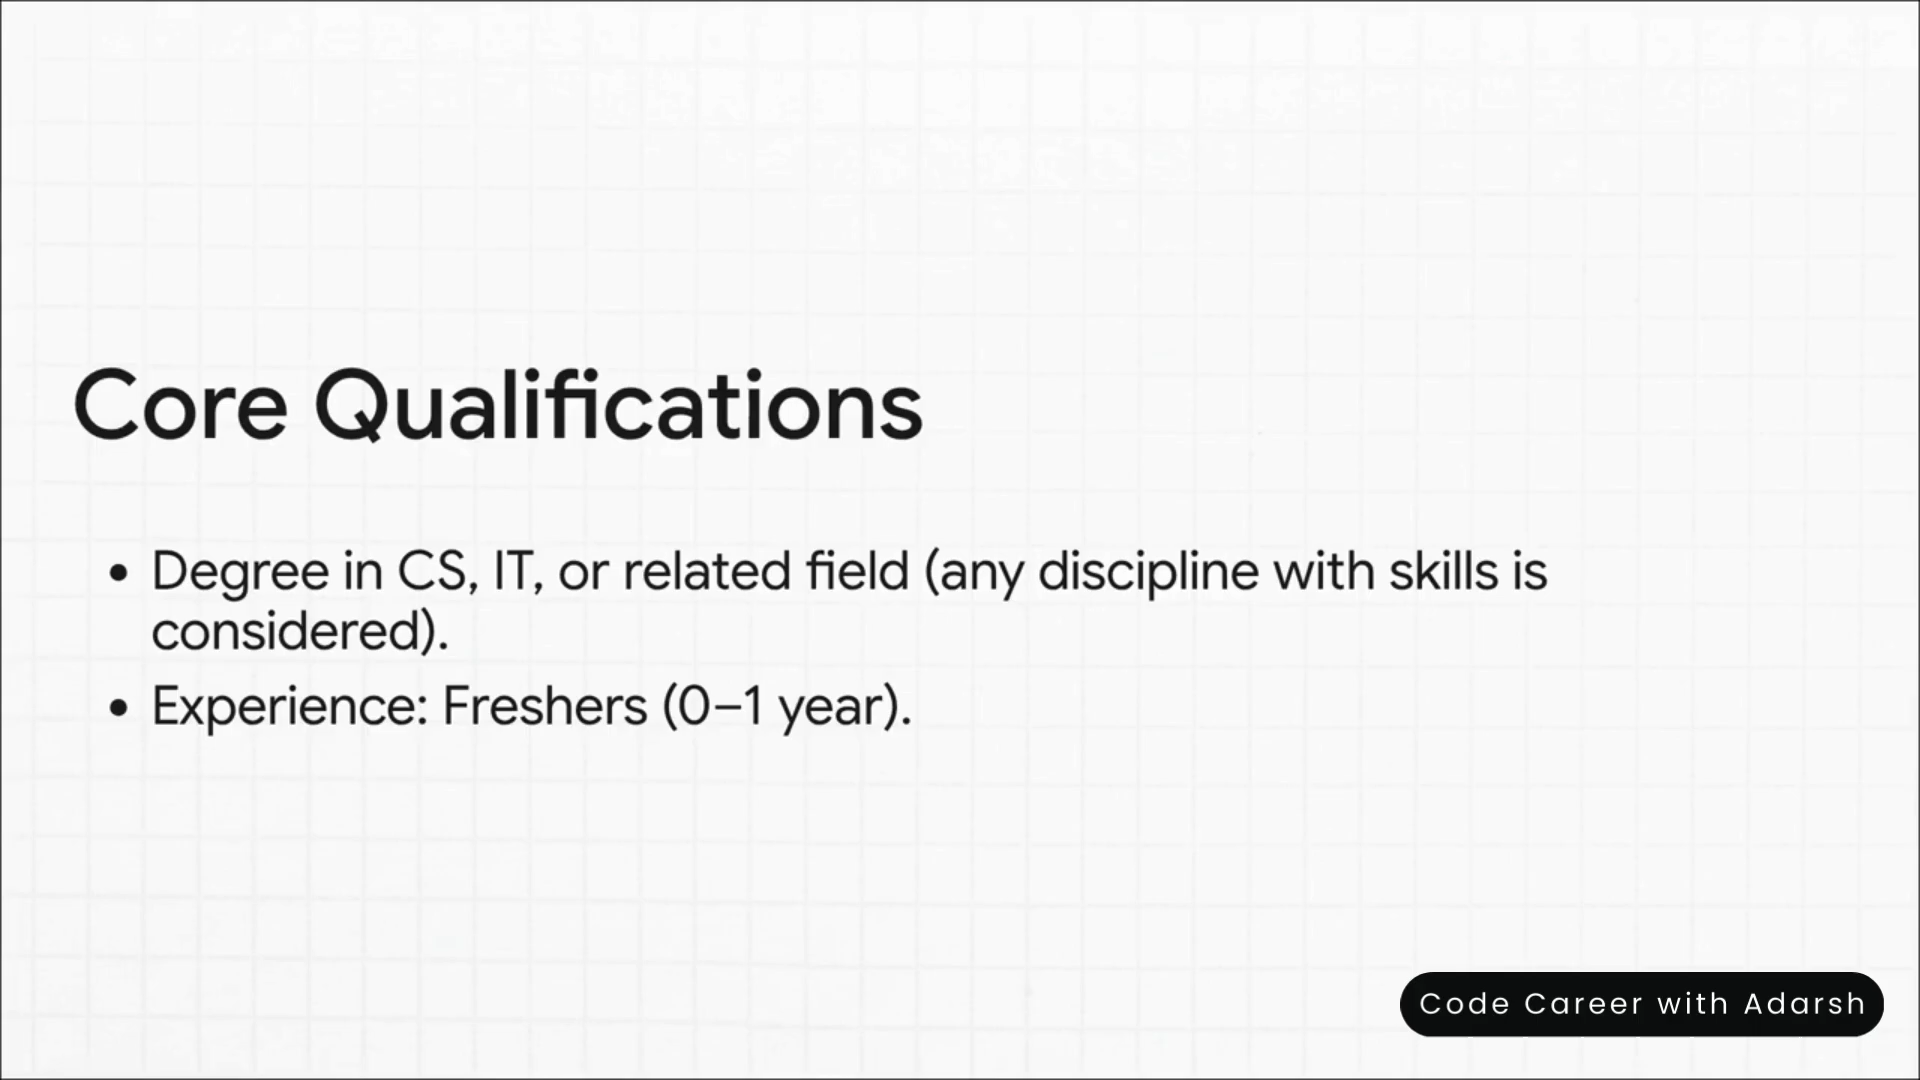 Core Qualifications
• Degree in CS, IT, or related field (any discipline with skills is
considered).
• Experience: Freshers (0–1 year).
Code Career with Adarsh